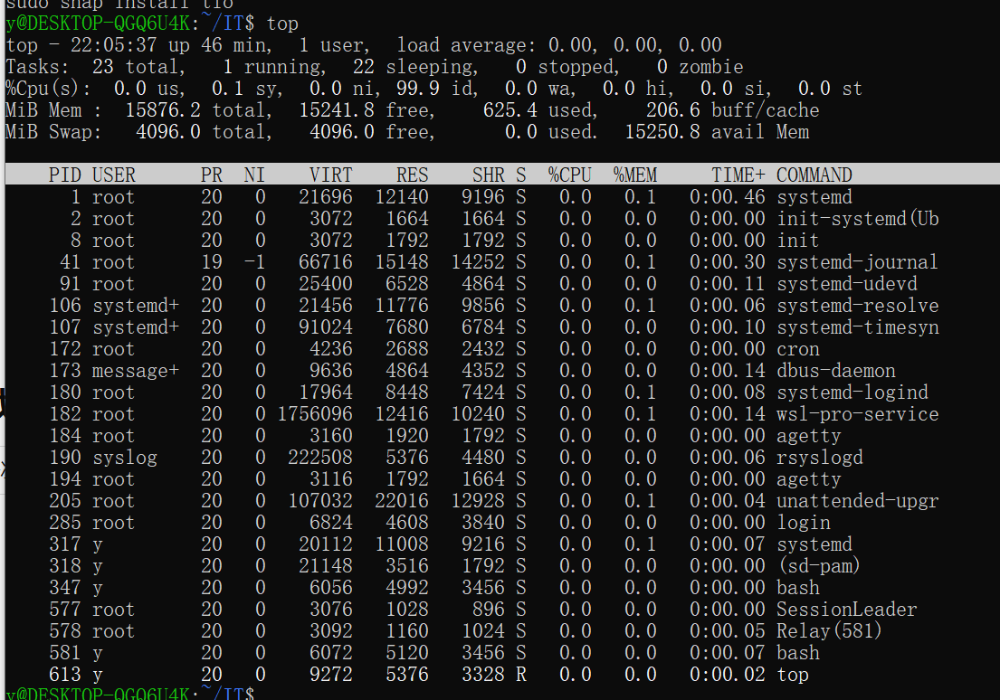 sudo snap install tio
y@DESKTOP-QGQ6U4K:~/IT$ top
top - 22:05:37 up 46 min,  1 user,  load average: 0.00, 0.00, 0.00
Tasks:  23 total,   1 running,  22 sleeping,   0 stopped,   0 zombie
%Cpu(s):  0.0 us,  0.1 sy,  0.0 ni, 99.9 id,  0.0 wa,  0.0 hi,  0.0 si,  0.0 st
MiB Mem :  15876.2 total,  15241.8 free,    625.4 used,    206.6 buff/cache
MiB Swap:   4096.0 total,   4096.0 free,      0.0 used.  15250.8 avail Mem
PID USER      PR  NI    VIRT    RES    SHR S  %CPU  %MEM     TIME+ COMMAND
1 root      20   0   21696  12140   9196 S   0.0   0.1   0:00.46 systemd
2 root      20   0    3072   1664   1664 S   0.0   0.0   0:00.00 init-systemd(Ub
8 root      20   0    3072   1792   1792 S   0.0   0.0   0:00.00 init
41 root      19  -1   66716  15148  14252 S   0.0   0.1   0:00.30 systemd-journal
91 root      20   0   25400   6528   4864 S   0.0   0.0   0:00.11 systemd-udevd
106 systemd+  20   0   21456  11776   9856 S   0.0   0.1   0:00.06 systemd-resolve
107 systemd+  20   0   91024   7680   6784 S   0.0   0.0   0:00.10 systemd-timesyn
172 root      20   0    4236   2688   2432 S   0.0   0.0   0:00.00 cron
173 message+  20   0    9636   4864   4352 S   0.0   0.0   0:00.14 dbus-daemon
180 root      20   0   17964   8448   7424 S   0.0   0.1   0:00.08 systemd-logind
182 root      20   0 1756096  12416  10240 S   0.0   0.1   0:00.14 wsl-pro-service
184 root      20   0    3160   1920   1792 S   0.0   0.0   0:00.00 agetty
190 syslog    20   0  222508   5376   4480 S   0.0   0.0   0:00.06 rsyslogd
194 root      20   0    3116   1792   1664 S   0.0   0.0   0:00.00 agetty
205 root      20   0  107032  22016  12928 S   0.0   0.1   0:00.04 unattended-upgr
285 root      20   0    6824   4608   3840 S   0.0   0.0   0:00.00 login
317 y         20   0   20112  11008   9216 S   0.0   0.1   0:00.07 systemd
318 y         20   0   21148   3516   1792 S   0.0   0.0   0:00.00 (sd-pam)
347 y         20   0    6056   4992   3456 S   0.0   0.0   0:00.00 bash
577 root      20   0    3076   1028    896 S   0.0   0.0   0:00.00 SessionLeader
578 root      20   0    3092   1160   1024 S   0.0   0.0   0:00.05 Relay(581)
581 y         20   0    6072   5120   3456 S   0.0   0.0   0:00.07 bash
613 y         20   0    9272   5376   3328 R   0.0   0.0   0:00.02 top
y@DESKTOP-QGQ6U4K:~/IT$